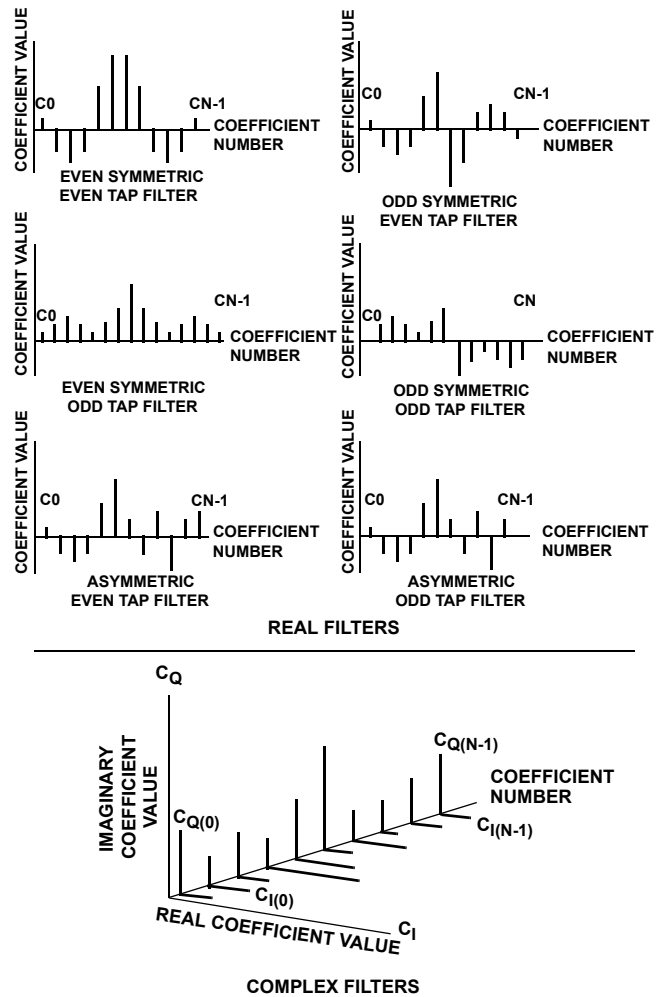 COEFFICIENT VALUE
C0
CN-1
COEFFICIENT
NUMBER
EVEN SYMMETRIC
EVEN TAP FILTER
COEFFICIENT VALUE
C0
CN-1
COEFFICIENT
NUMBER
ODD SYMMETRIC
EVEN TAP FILTER
COEFFICIENT VALUE
C0
CN-1
COEFFICIENT
NUMBER
EVEN SYMMETRIC
ODD TAP FILTER
COEFFICIENT VALUE
C0
CN
COEFFICIENT
NUMBER
ODD SYMMETRIC
ODD TAP FILTER
COEFFICIENT VALUE
C0
CN-1
COEFFICIENT
NUMBER
ASYMMETRIC
EVEN TAP FILTER
COEFFICIENT VALUE
C0
CN-1
COEFFICIENT
NUMBER
ASYMMETRIC
ODD TAP FILTER
REAL FILTERS
CQ
IMAGINARY
COEFFICIENT
VALUE
CQ(0)
CQ(N-1)
COEFFICIENT
NUMBER
CI(N-1)
CI(0)
REAL COEFFICIENT VALUE
CI
COMPLEX FILTERS